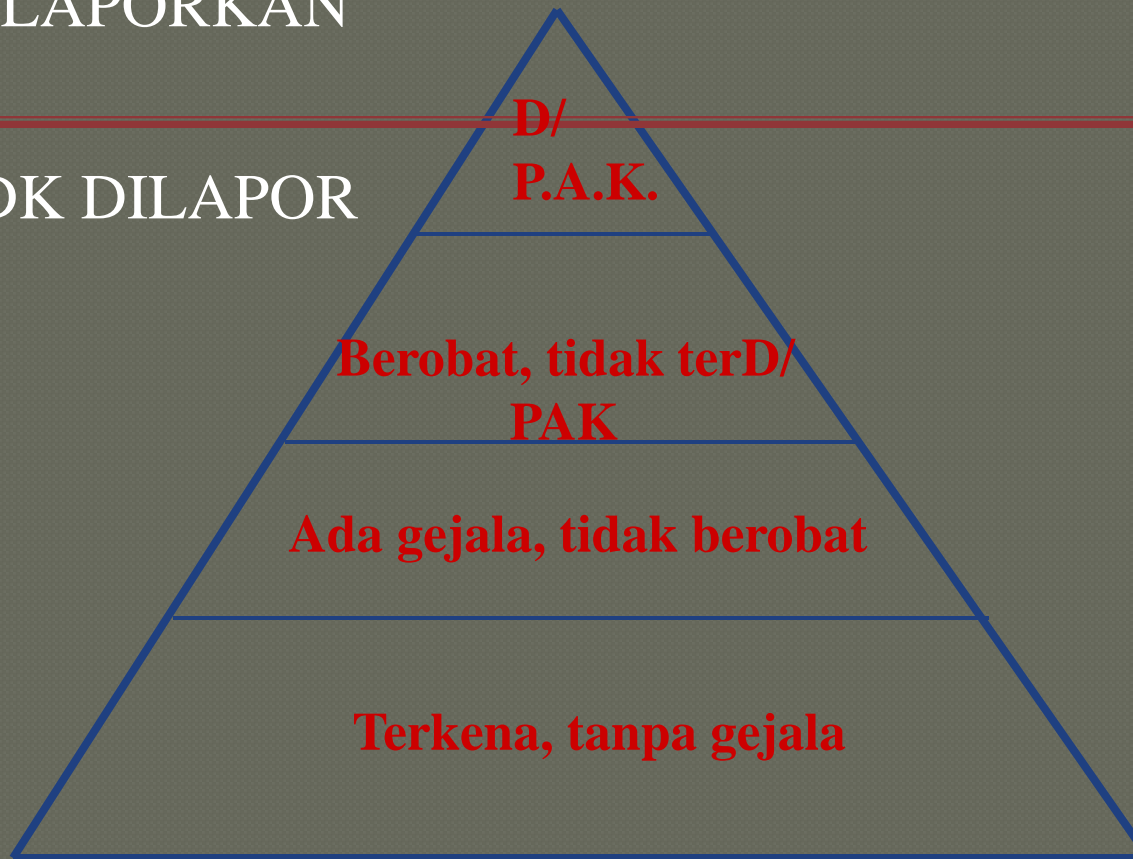 LAPORKAN
D/
P.A.K.
DK DILAPOR
Berobat, tidak terD/
PAK
Ada gejala, tidak berobat
Terkena, tanpa gejala